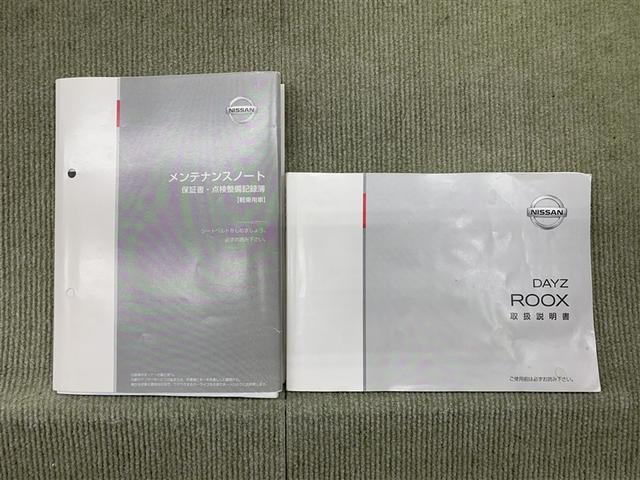 NISSAN
メンテナンスノート
保証書・点検整備記録簿
【軽乗用車】
シートベルトをしめましょう。
必ずお読み下さい。
NISSAN
DAYZ
ROOX
取扱説明書
ご使用前は必ずお読み下さい。